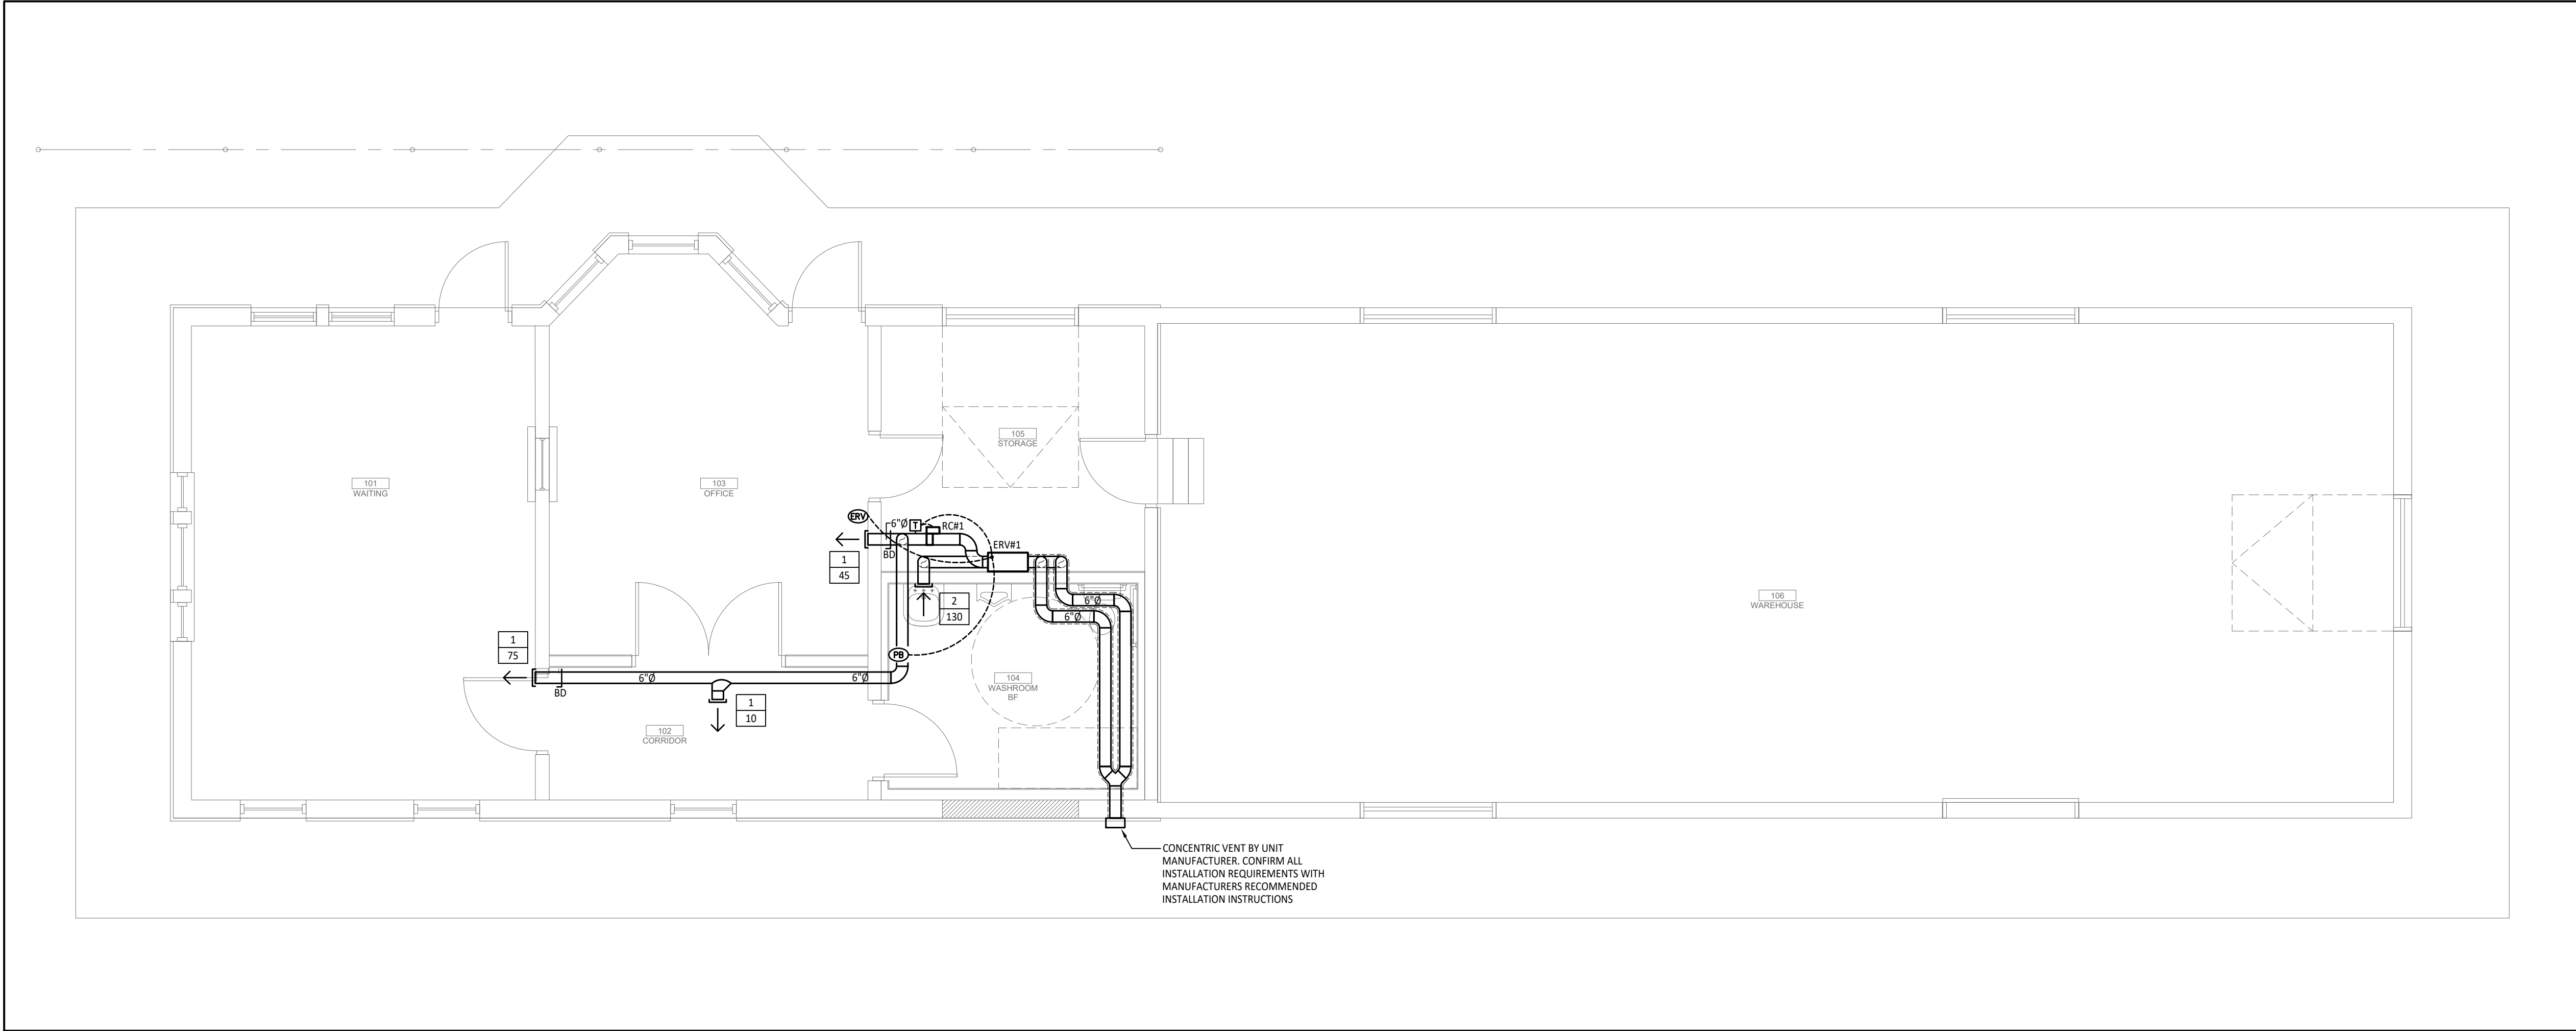 105
STORAGE
101
WAITING
103
OFFICE
ERV
6"Ø
T
RC#1
BD
ERV#1
1
45
2
130
6"Ø
6"Ø
106
WAREHOUSE
1
75
PB
BD
6"Ø
6"Ø
104
WASHROOM
BF
1
10
102
CORRIDOR
CONCENTRIC VENT BY UNIT
MANUFACTURER. CONFIRM ALL
INSTALLATION REQUIREMENTS WITH
MANUFACTURERS RECOMMENDED
INSTALLATION INSTRUCTIONS